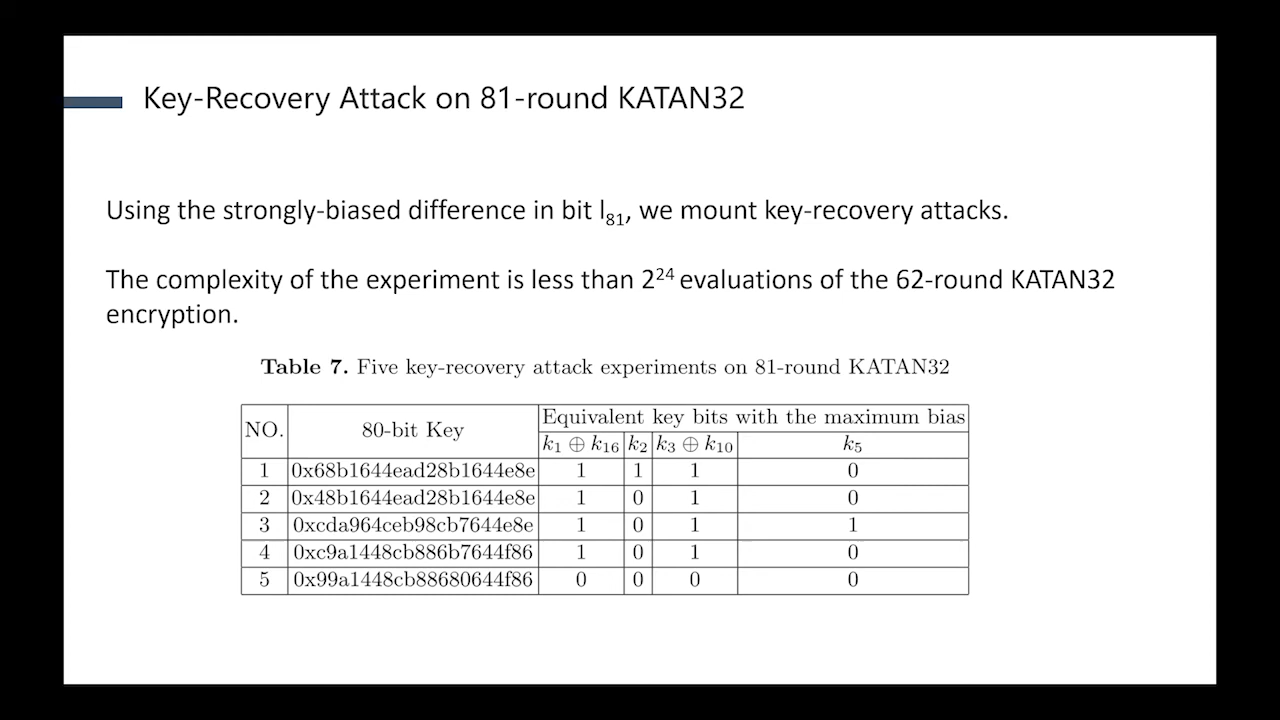 Key-Recovery Attack on 81-round KATAN32
Using the strongly-biased difference in bit l₈₁, we mount key-recovery attacks.
The complexity of the experiment is less than 2²⁴ evaluations of the 62-round KATAN32
encryption.
Table 7. Five key-recovery attack experiments on 81-round KATAN32
NO. 80-bit Key Equivalent key bits with the maximum bias
k₁ ⊕ k₁₆ k₂ k₃ ⊕ k₁₀ k₅
1 0x68b1644ead28b1644e8e 1 1 1 0
2 0x48b1644ead28b1644e8e 1 0 1 0
3 0xcda964ceb98cb7644e8e 1 0 1 1
4 0xc9a1448cb886b7644f86 1 0 1 0
5 0x99a1448cb88680644f86 0 0 0 0